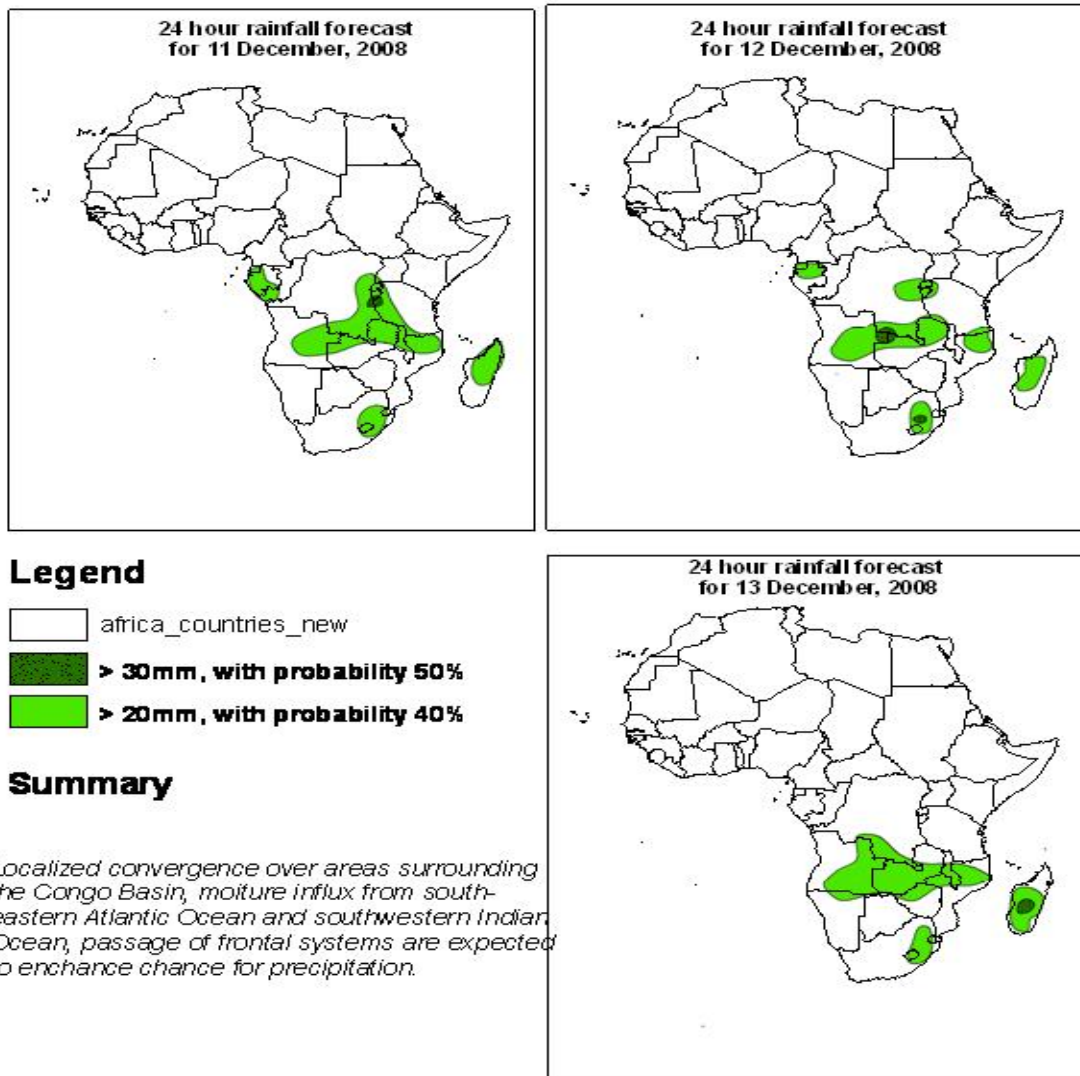 24 hour rainfall forecast
for 11 December, 2008
24 hour rainfall forecast
for 12 December, 2008
Legend
africa_countries_new
> 30mm, with probability 50%
> 20mm, with probability 40%
Summary
ocalized convergence over areas surrounding
he Congo Basin, moiture influx from south-
eastern Atlantic Ocean and southwestern Indian
Ocean, passage of frontal systems are expected
o enchance chance for precipitation.
24 hour rainfall forecast
for 13 December, 2008